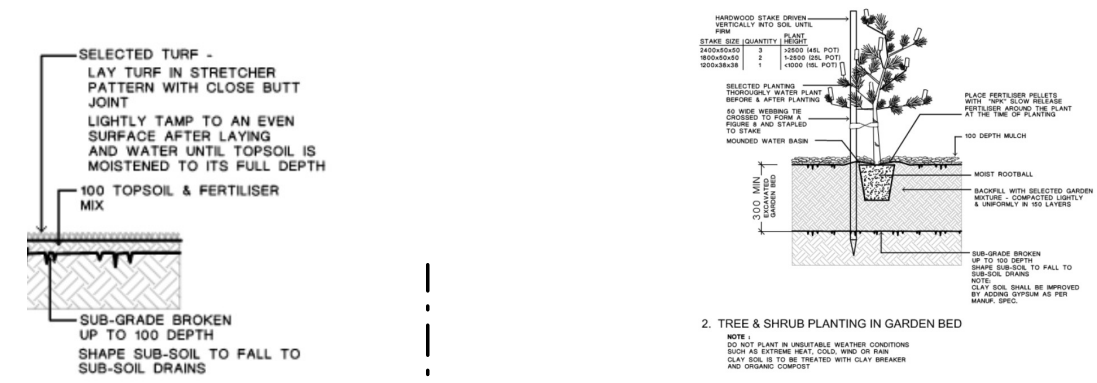 SELECTED TURF -
LAY TURF IN STRETCHER
PATTERN WITH CLOSE BUTT
JOINT
LIGHTLY TAMP TO AN EVEN
SURFACE AFTER LAYING
AND WATER UNTIL TOPSOIL IS
MOISTENED TO ITS FULL DEPTH
100 TOPSOIL & FERTILISER
MIX
SUB-GRADE BROKEN
UP TO 100 DEPTH
SHAPE SUB-SOIL TO FALL TO
SUB-SOIL DRAINS
HARDWOOD STAKE DRIVEN
VERTICALLY INTO SOIL UNTIL
FIRM
STAKE SIZE QUANTITY PLANT HEIGHT
2400x50x50 3 >2500 (45L POT)
1800x50x50 2 1-2500 (25L POT)
1200x38x38 1 <1000 (15L POT)
SELECTED PLANTING
THOROUGHLY WATER PLANT
BEFORE & AFTER PLANTING
50 WIDE WEBBING TIE
CROSSED TO FORM A
FIGURE 8 AND STAPLED
TO STAKE
MOUNDED WATER BASIN
300 MIN
EXCAVATED
GARDEN BED
PLACE FERTILISER PELLETS
WITH "NPK" SLOW RELEASE
FERTILISER AROUND THE PLANT
AT THE TIME OF PLANTING
100 DEPTH MULCH
MOIST ROOTBALL
BACKFILL WITH SELECTED GARDEN
MIXTURE - COMPACTED LIGHTLY
& UNIFORMLY IN 150 LAYERS
SUB-GRADE BROKEN
UP TO 100 DEPTH
SHAPE SUB-SOIL TO FALL TO
SUB-SOIL DRAINS
NOTE:
CLAY SOIL SHALL BE IMPROVED
BY ADDING GYPSUM AS PER
MANUF. SPEC.
2. TREE & SHRUB PLANTING IN GARDEN BED
NOTE :
DO NOT PLANT IN UNSUITABLE WEATHER CONDITIONS
SUCH AS EXTREME HEAT, COLD, WIND OR RAIN
CLAY SOIL IS TO BE TREATED WITH CLAY BREAKER
AND ORGANIC COMPOST